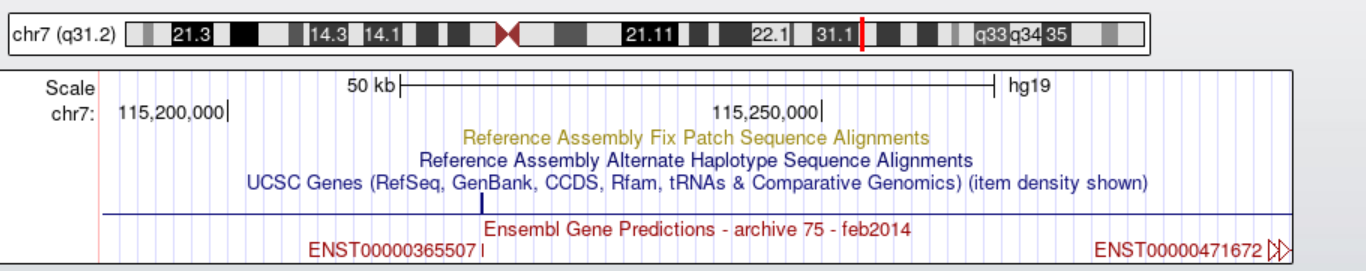 chr7 (q31.2) 21.3 14.3 14.1 21.11 22.1 31.1 q33 q34 35
Scale 50 kb hg19
chr7: 115,200,000 115,250,000
Reference Assembly Fix Patch Sequence Alignments
Reference Assembly Alternate Haplotype Sequence Alignments
UCSC Genes (RefSeq, GenBank, CCDS, Rfam, tRNAs & Comparative Genomics) (item density shown)
Ensembl Gene Predictions - archive 75 - feb2014
ENST00000365507 ENST00000471672